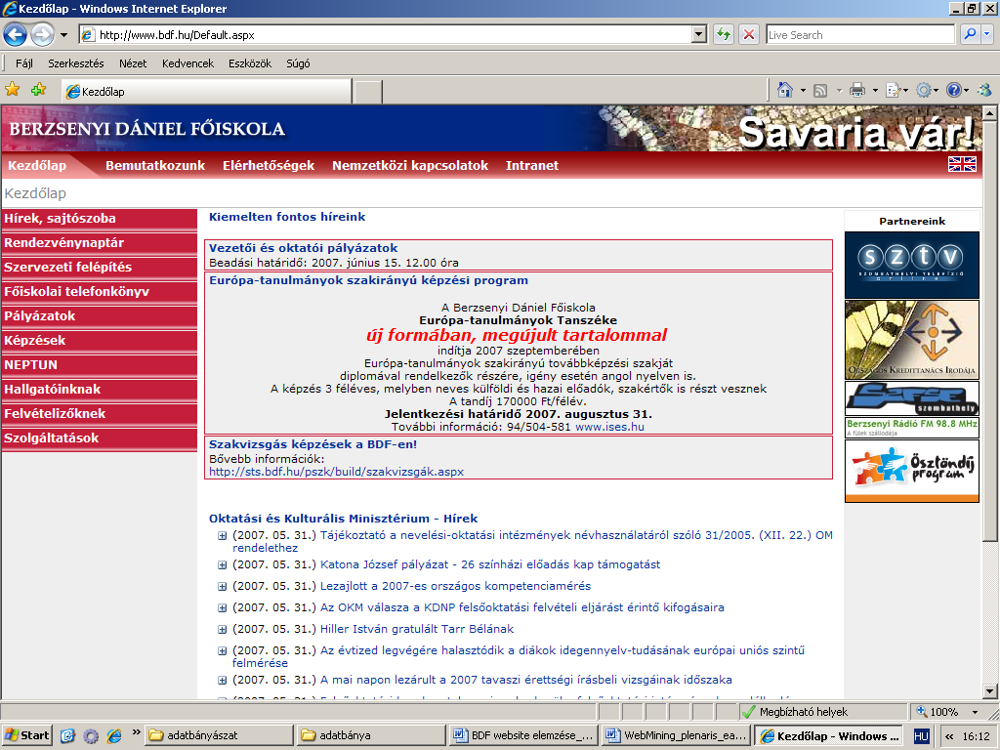 Kezdőlap - Windows Internet Explorer
http://www.bdf.hu/Default.aspx
Live Search
Fájl Szerkesztés Nézet Kedvencek Eszközök Súgó
Kezdőlap
BERZSENYI DÁNIEL FŐISKOLA
Savaria vár!
Kezdőlap Bemutatkozunk Elérhetőségek Nemzetközi kapcsolatok Intranet
Kezdőlap
Hírek, sajtószoba
Rendezvénynaptár
Szervezeti felépítés
Főiskolai telefonkönyv
Pályázatok
Képzések
NEPTUN
Hallgatóinknak
Felvételizőknek
Szolgáltatások
Kiemelten fontos híreink
Vezetői és oktatói pályázatok
Beadási határidő: 2007. június 15. 12.00 óra
Európa-tanulmányok szakirányú képzési program
A Berzsenyi Dániel Főiskola
Európa-tanulmányok Tanszéke
új formában, megújult tartalommal
indítja 2007 szeptemberében
Európa-tanulmányok szakirányú továbbképzési szakját
diplomával rendelkezők részére, igény esetén angol nyelven is.
A képzés 3 féléves, melyben neves külföldi és hazai előadók, szakértők is részt vesznek
A tandíj 170000 Ft/félév.
Jelentkezési határidő 2007. augusztus 31.
További információ: 94/504-581 www.ises.hu
Szakvizsgás képzések a BDF-en!
Bővebb információk:
http://sts.bdf.hu/pszk/build/szakvizsgák.aspx
Oktatási és Kulturális Minisztérium - Hírek
(2007. 05. 31.) Tájékoztató a nevelési-oktatási intézmények névhasználatáról szóló 31/2005. (XII. 22.) OM
rendelethez
(2007. 05. 31.) Katona József pályázat - 26 színházi előadás kap támogatást
(2007. 05. 31.) Lezajlott a 2007-es országos kompetenciamérés
(2007. 05. 31.) Az OKM válasza a KDNP felsőoktatási felvételi eljárást érintő kifogásaira
(2007. 05. 31.) Hiller István gratulált Tarr Bélának
(2007. 05. 31.) Az évtized legvégére halasztódik a diákok idegennyelv-tudásának európai uniós szintű
felmérése
(2007. 05. 31.) A mai napon lezárult a 2007 tavaszi érettségi írásbeli vizsgáinak időszaka
Partnereink
sztv
SZOMBATHELYI TELEVÍZIÓ
online
ORSZÁGOS KREDITTANÁCS IRODÁJA
szombathely
Berzsenyi Rádió FM 98.8 MHz
A fülek szállodája
Ösztöndíj
program
Megbízható helyek
100%
Start
adatbányászat
adatbánya
BDF website elemzése_...
WebMining_plenaris_ea...
Kezdőlap - Windows ...
HU
16:12